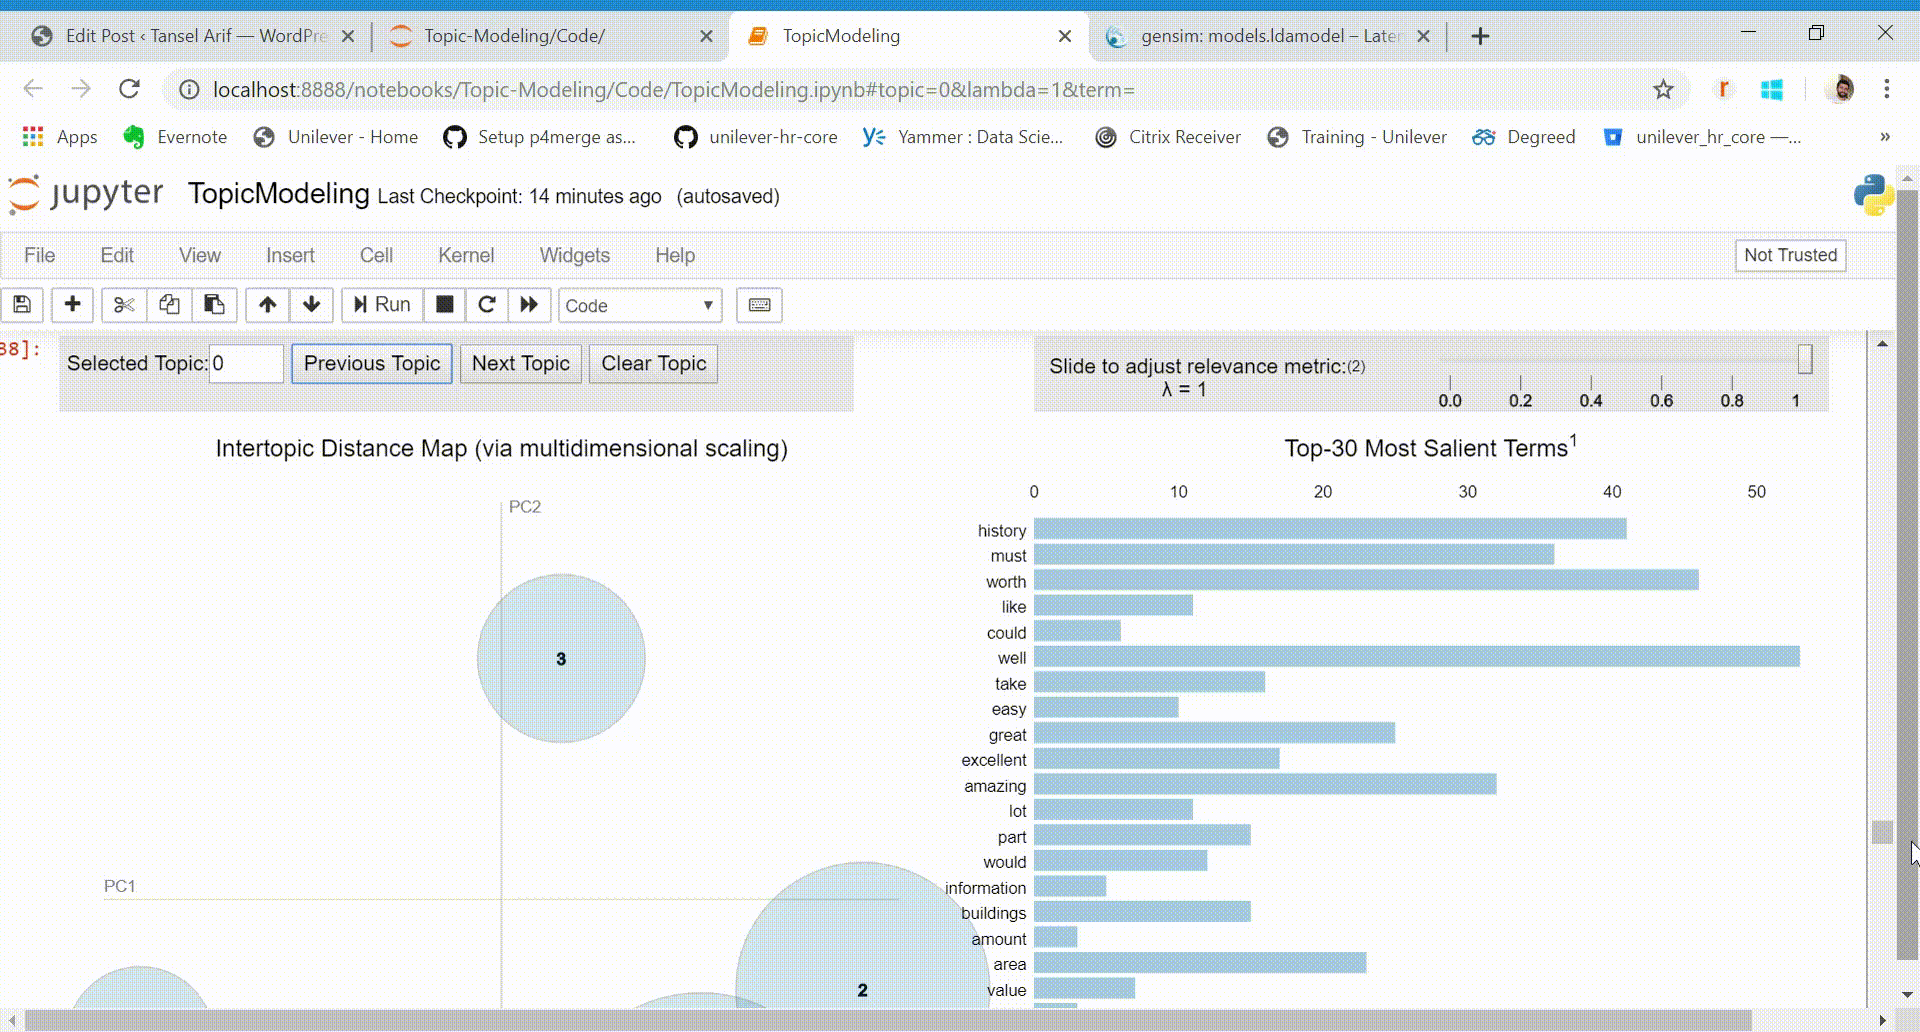 Edit Post ‹ Tansel Arif — WordPre
Topic-Modeling/Code/
TopicModeling
gensim: models.ldamodel – Laten
localhost:8888/notebooks/Topic-Modeling/Code/TopicModeling.ipynb#topic=0&lambda=1&term=
Apps
Evernote
Unilever - Home
Setup p4merge as...
unilever-hr-core
Yammer : Data Scie...
Citrix Receiver
Training - Unilever
Degreed
unilever_hr_core —...
»
jupyter TopicModeling Last Checkpoint: 14 minutes ago (autosaved)
File Edit View Insert Cell Kernel Widgets Help
Not Trusted
Run
Code
38]:
Selected Topic: 0 Previous Topic Next Topic Clear Topic
Slide to adjust relevance metric:(2)
λ = 1
0.0 0.2 0.4 0.6 0.8 1
Intertopic Distance Map (via multidimensional scaling)
PC2
3
PC1
2
Top-30 Most Salient Terms1
0 10 20 30 40 50
history
must
worth
like
could
well
take
easy
great
excellent
amazing
lot
part
would
information
buildings
amount
area
value